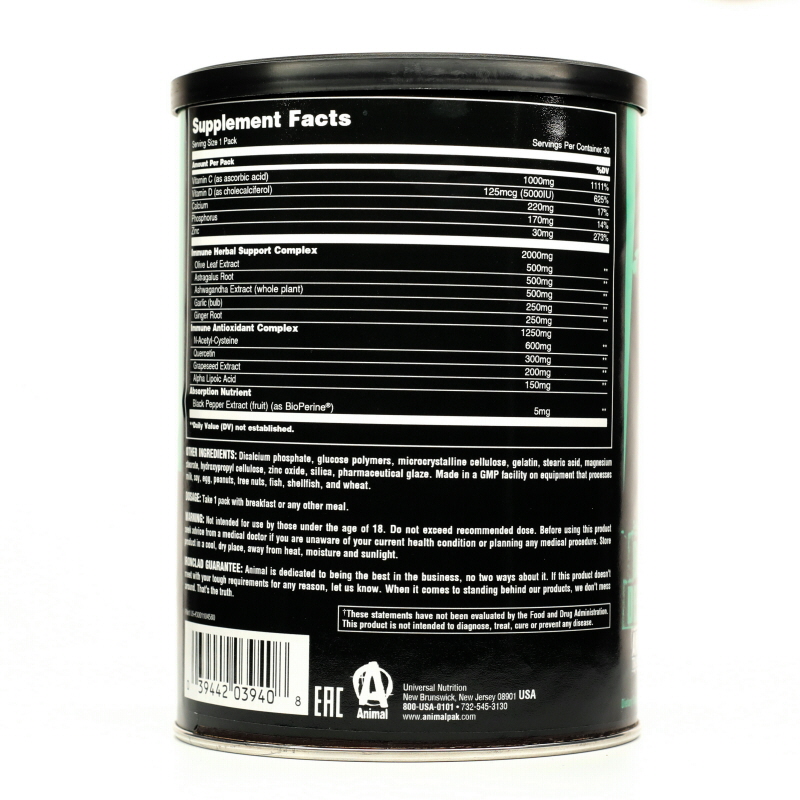 Supplement Facts
Serving Size 1 Pack Servings Per Container 30
Amount Per Pack %DV
Vitamin C (as ascorbic acid) 1000mg 1111%
Vitamin D (as cholecalciferol) 125mcg (5000IU) 625%
Calcium 220mg 17%
Phosphorus 170mg 14%
Zinc 30mg 273%
Immune Herbal Support Complex 2000mg
Olive Leaf Extract 500mg **
Astragalus Root 500mg **
Ashwagandha Extract (whole plant) 500mg **
Garlic (bulb) 250mg **
Ginger Root 250mg **
Immune Antioxidant Complex 1250mg
N-Acetyl-Cysteine 600mg **
Quercetin 300mg **
Grapeseed Extract 200mg **
Alpha Lipoic Acid 150mg **
Absorption Nutrient
Black Pepper Extract (fruit) (as BioPerine®) 5mg **
**Daily Value (DV) not established.
OTHER INGREDIENTS: Dicalcium phosphate, glucose polymers, microcrystalline cellulose, gelatin, stearic acid, magnesium
stearate, hydroxypropyl cellulose, zinc oxide, silica, pharmaceutical glaze. Made in a GMP facility on equipment that processes
milk, soy, egg, peanuts, tree nuts, fish, shellfish, and wheat.
DOSAGE: Take 1 pack with breakfast or any other meal.
WARNING: Not intended for use by those under the age of 18. Do not exceed recommended dose. Before using this product
seek advice from a medical doctor if you are unaware of your current health condition or planning any medical procedure. Store
product in a cool, dry place, away from heat, moisture and sunlight.
IRONCLAD GUARANTEE: Animal is dedicated to being the best in the business, no two ways about it. If this product doesn't
meet with your tough requirements for any reason, let us know. When it comes to standing behind our products, we don't mess
around. That's the truth.
†These statements have not been evaluated by the Food and Drug Administration.
This product is not intended to diagnose, treat, cure or prevent any disease.
0 39442 03940 8
EAC
A
Animal
Universal Nutrition
New Brunswick, New Jersey 08901 USA
800-USA-0101 • 732-545-3130
www.animalpak.com